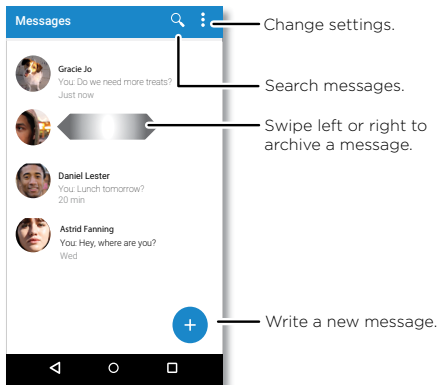 Messages
Change settings.
Gracie Jo
You: Do we need more treats?
Just now
Search messages.
Swipe left or right to
archive a message.
Daniel Lester
You: Lunch tomorrow?
20 min
Astrid Fanning
You: Hey, where are you?
Wed
Write a new message.